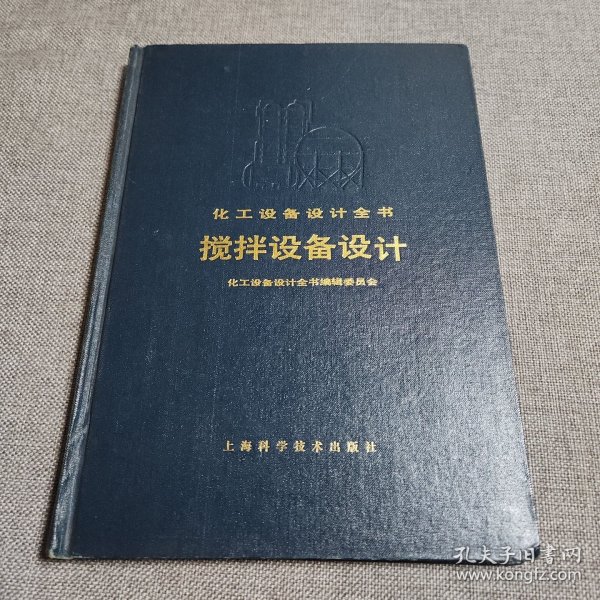 化工设备设计全书
搅拌设备设计
化工设备设计全书编辑委员会
上海科学技术出版社
孔夫子旧书网
www.kongfz.com